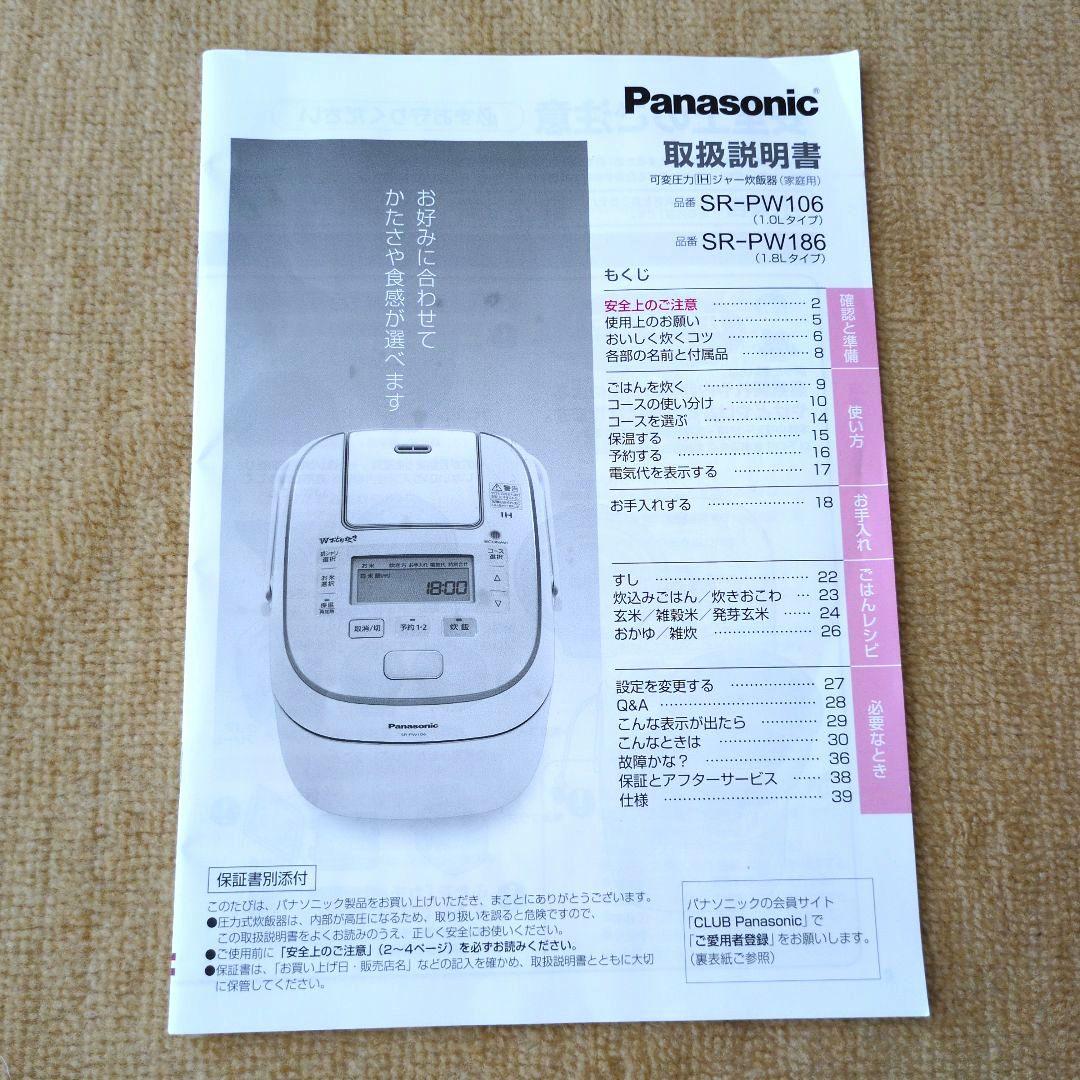 Panasonic®
取扱説明書
可変圧力IHジャー炊飯器(家庭用)
品番 SR-PW106
(1.0Lタイプ)
品番 SR-PW186
(1.8Lタイプ)
お好みに合わせて
かたさや食感が選べます
もくじ
確認と準備
安全上のご注意 …………………… 2
使用上のお願い …………………… 5
おいしく炊くコツ ………………… 6
各部の名前と付属品 ……………… 8
使い方
ごはんを炊く ……………………… 9
コースの使い分け ………………… 10
コースを選ぶ ……………………… 14
保温する …………………………… 15
予約する …………………………… 16
電気代を表示する ………………… 17
お手入れ
お手入れする ……………………… 18
ごはんレシピ
すし ………………………………… 22
炊込みごはん/炊きおこわ … 23
玄米/雑穀米/発芽玄米 …… 24
おかゆ/雑炊 ……………………… 26
必要なとき
設定を変更する …………………… 27
Q&A ………………………………… 28
こんな表示が出たら ……………… 29
こんなときは ……………………… 30
故障かな? ………………………… 36
保証とアフターサービス …… 38
仕様 ………………………………… 39
警告
IH
Wおどり炊き
コース
選択
お米
選択
保温
18:00
取消/切
予約1・2
炊飯
Panasonic
SR-PW106
保証書別添付
このたびは、パナソニック製品をお買い上げいただき、まことにありがとうございます。
●圧力式炊飯器は、内部が高圧になるため、取り扱いを誤ると危険ですので、
この取扱説明書をよくお読みのうえ、正しく安全にお使いください。
●ご使用前に「安全上のご注意」(2〜4ページ)を必ずお読みください。
●保証書は、「お買い上げ日・販売店名」などの記入を確かめ、取扱説明書とともに大切
に保管してください。
パナソニックの会員サイト
「CLUB Panasonic」で
「ご愛用者登録」をお願いします。
(裏表紙ご参照)